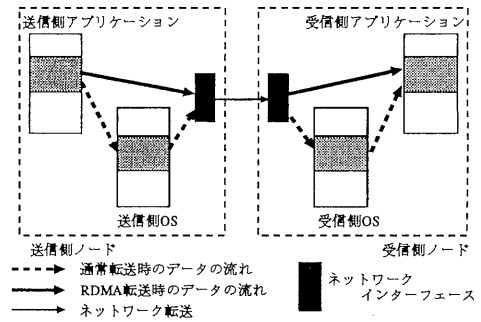 送信側アプリケーション
受信側アプリケーション
送信側OS
受信側OS
送信側ノード
受信側ノード
通常転送時のデータの流れ
RDMA転送時のデータの流れ
ネットワーク転送
ネットワーク
インターフェース